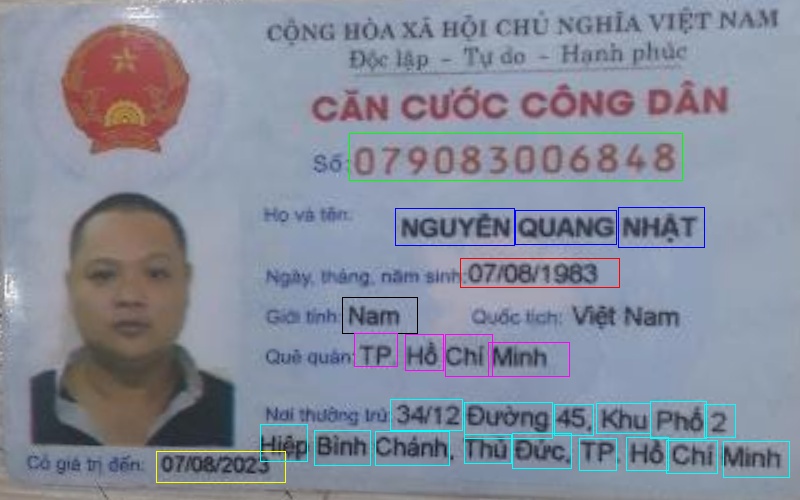 CỘNG HÒA XÃ HỘI CHỦ NGHĨA VIỆT NAM
Độc lập - Tự do - Hạnh phúc
CĂN CƯỚC CÔNG DÂN
Số: 079083006848
Họ và tên: NGUYỄN QUANG NHẬT
Ngày, tháng, năm sinh: 07/08/1983
Giới tính: Nam Quốc tịch: Việt Nam
Quê quán: TP. Hồ Chí Minh
Nơi thường trú: 34/12 Đường 45, Khu Phố 2
Hiệp Bình Chánh, Thủ Đức, TP. Hồ Chí Minh
Có giá trị đến: 07/08/2023